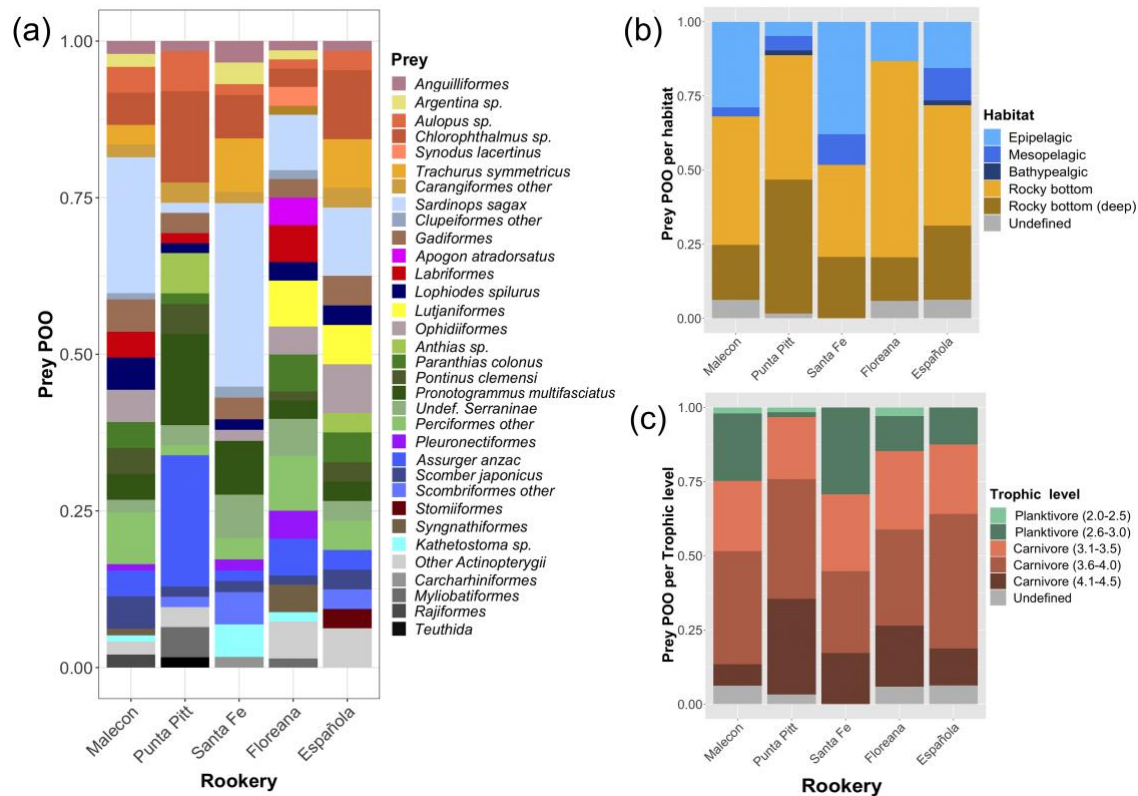 (a)
Prey POO
1.00
0.75
0.50
0.25
0.00
Malecon
Punta Pitt
Santa Fe
Floreana
Española
Rookery
Prey
Anguilliformes
Argentina sp.
Aulopus sp.
Chlorophthalmus sp.
Synodus lacertinus
Trachurus symmetricus
Carangiformes other
Sardinops sagax
Clupeiformes other
Gadiformes
Apogon atradorsatus
Labriformes
Lophiodes spilurus
Lutjaniformes
Ophidiiformes
Anthias sp.
Paranthias colonus
Pontinus clemensi
Pronotogrammus multifasciatus
Undef. Serraninae
Perciformes other
Pleuronectiformes
Assurger anzac
Scomber japonicus
Scombriformes other
Stomiiformes
Syngnathiformes
Kathetostoma sp.
Other Actinopterygii
Carcharhiniformes
Myliobatiformes
Rajiformes
Teuthida
(b)
Prey POO per habitat
1.00
0.75
0.50
0.25
0.00
Malecon
Punta Pitt
Santa Fe
Floreana
Española
Habitat
Epipelagic
Mesopelagic
Bathypealgic
Rocky bottom
Rocky bottom (deep)
Undefined
(c)
Prey POO per Trophic level
1.00
0.75
0.50
0.25
0.00
Malecon
Punta Pitt
Santa Fe
Floreana
Española
Rookery
Trophic level
Planktivore (2.0-2.5)
Planktivore (2.6-3.0)
Carnivore (3.1-3.5)
Carnivore (3.6-4.0)
Carnivore (4.1-4.5)
Undefined